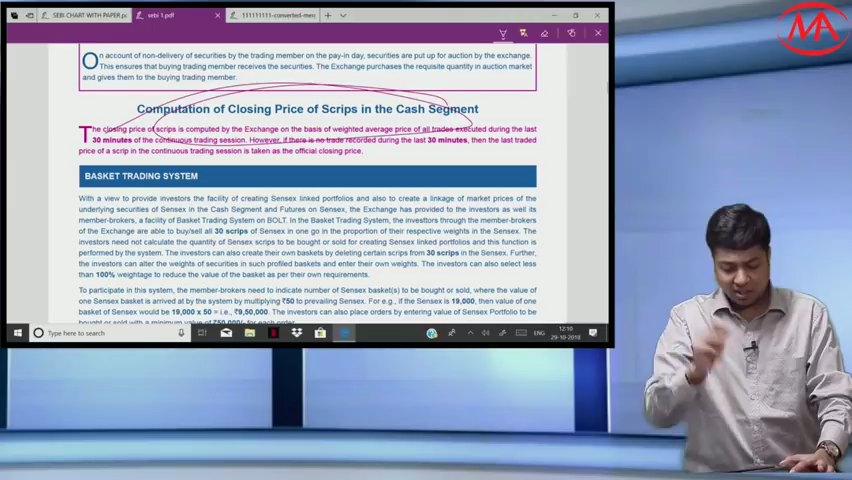 SEBI CHART WITH PAPER.pd
sebi 1.pdf
111111111-converted-mer
On account of non-delivery of securities by the trading member on the pay-in day, securities are put up for auction by the exchange.
This ensures that buying trading member receives the securities. The Exchange purchases the requisite quantity in auction market
and gives them to the buying trading member.
Computation of Closing Price of Scrips in the Cash Segment
The closing price of scrips is computed by the Exchange on the basis of weighted average price of all trades executed during the last
30 minutes of the continuous trading session. However, if there is no trade recorded during the last 30 minutes, then the last traded
price of a scrip in the continuous trading session is taken as the official closing price.
BASKET TRADING SYSTEM
With a view to provide investors the facility of creating Sensex linked portfolios and also to create a linkage of market prices of the
underlying securities of Sensex in the Cash Segment and Futures on Sensex, the Exchange has provided to the investors as well its
member-brokers, a facility of Basket Trading System on BOLT. In the Basket Trading System, the investors through the member-brokers
of the Exchange are able to buy/sell all 30 scrips of Sensex in one go in the proportion of their respective weights in the Sensex. The
investors need not calculate the quantity of Sensex scrips to be bought or sold for creating Sensex linked portfolios and this function is
performed by the system. The investors can also create their own baskets by deleting certain scrips from 30 scrips in the Sensex. Further,
the investors can alter the weights of securities in such profiled baskets and enter their own weights. The investors can also select less
than 100% weightage to reduce the value of the basket as per their own requirements.
To participate in this system, the member-brokers need to indicate number of Sensex basket(s) to be bought or sold, where the value of
one Sensex basket is arrived at by the system by multiplying ₹50 to prevailing Sensex. For e.g., if the Sensex is 19,000, then value of one
basket of Sensex would be 19,000 x 50 = i.e., ₹9,50,000. The investors can also place orders by entering value of Sensex Portfolio to be
bought or sold with a minimum value of ₹50,000/- for each order.
Type here to search
ENG
12:10
29-10-2018
MA